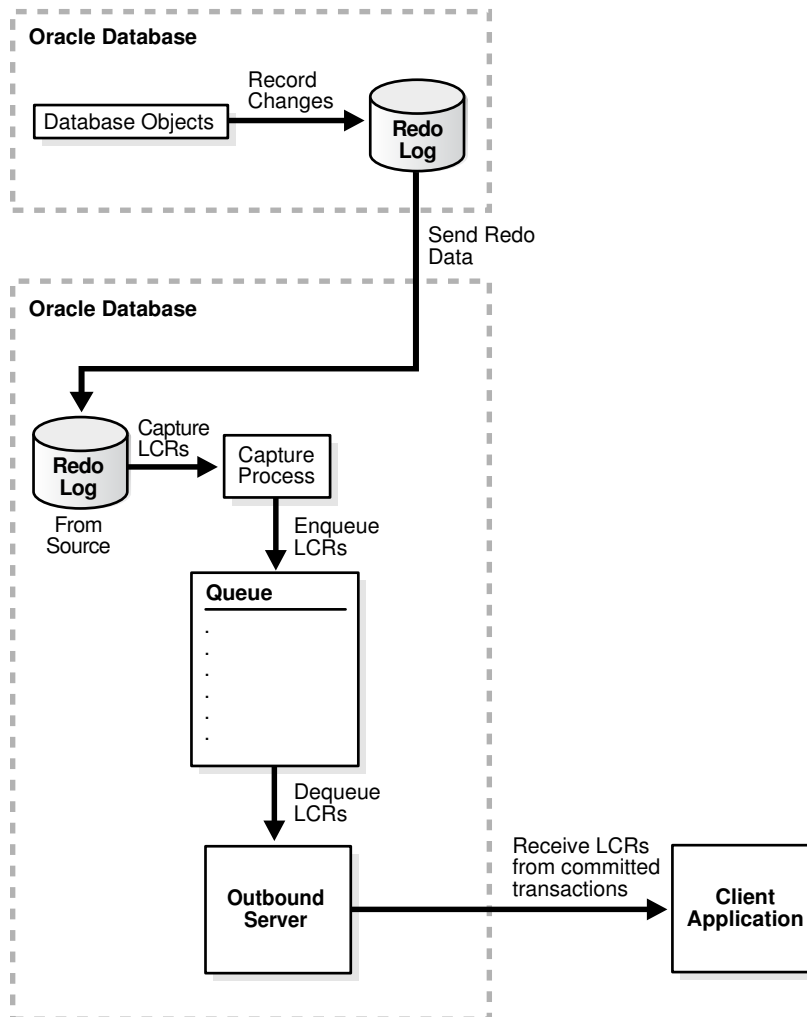 Oracle Database
Record
Changes
Database Objects
Redo
Log
Send Redo
Data
Oracle Database
Capture
LCRs
Redo
Log
Capture
Process
From
Source
Enqueue
LCRs
Queue
.
.
.
.
.
.
Dequeue
LCRs
Receive LCRs
from committed
transactions
Outbound
Server
Client
Application